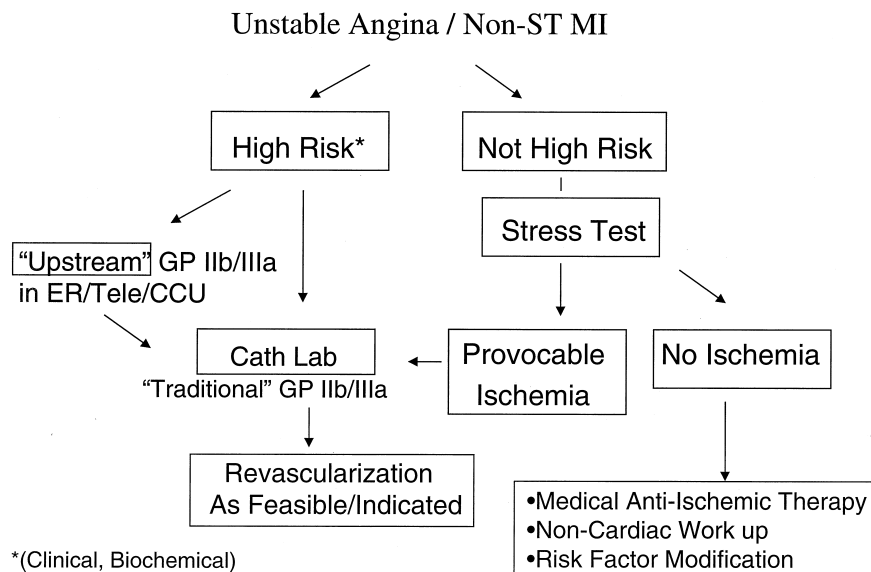 Unstable Angina / Non-ST MI
High Risk*
Not High Risk
Stress Test
“Upstream” GP IIb/IIIa
in ER/Tele/CCU
Cath Lab
“Traditional” GP IIb/IIIa
Provocable
Ischemia
No Ischemia
Revascularization
As Feasible/Indicated
•Medical Anti-Ischemic Therapy
•Non-Cardiac Work up
•Risk Factor Modification
*(Clinical, Biochemical)